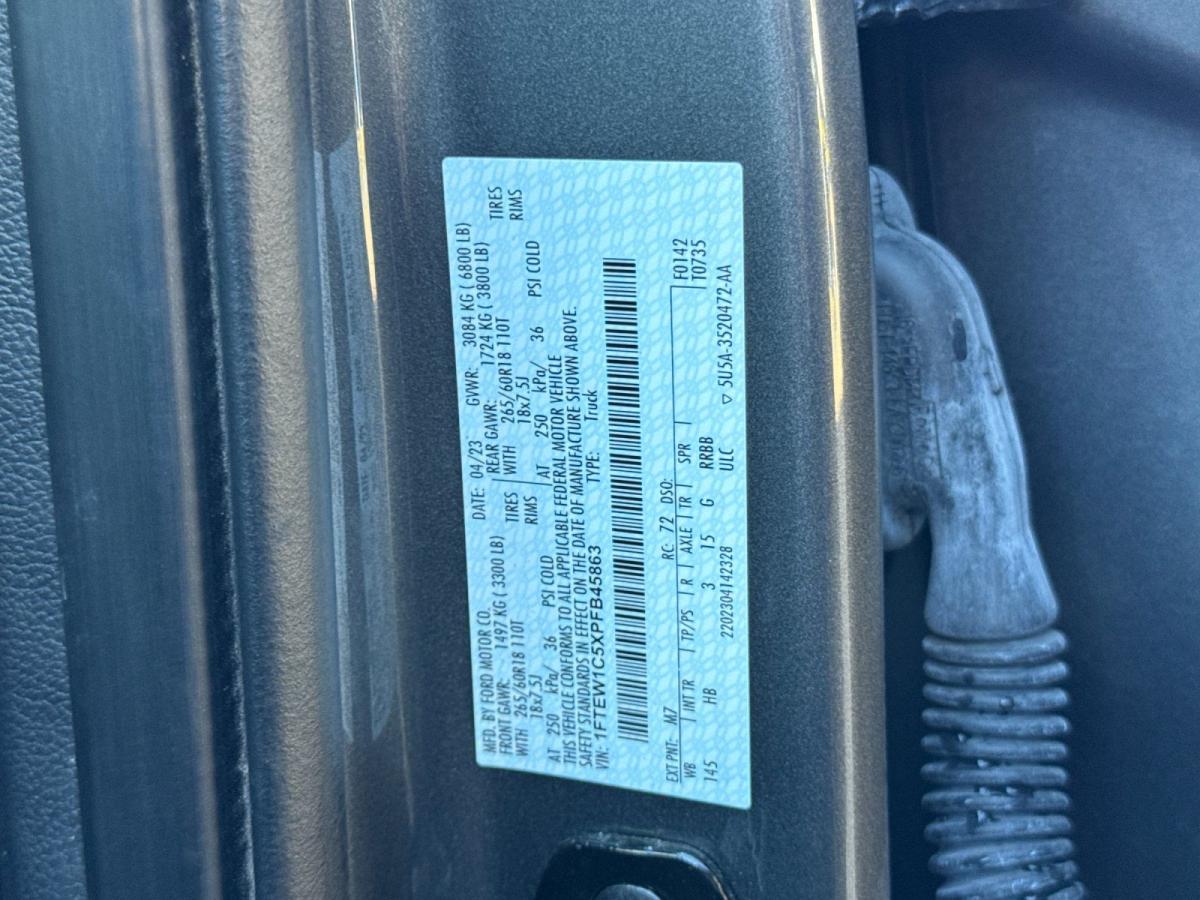 MFD. BY FORD MOTOR CO.
DATE: 04/23 GVWR: 3084 KG ( 6800 LB)
FRONT GAWR: 1497 KG ( 3300 LB) REAR GAWR: 1724 KG ( 3800 LB)
WITH 265/60R18 110T TIRES WITH 265/60R18 110T TIRES
18x7.5J RIMS 18x7.5J RIMS
AT 250 kPa/ 36 PSI COLD AT 250 kPa/ 36 PSI COLD
THIS VEHICLE CONFORMS TO ALL APPLICABLE FEDERAL MOTOR VEHICLE
SAFETY STANDARDS IN EFFECT ON THE DATE OF MANUFACTURE SHOWN ABOVE.
VIN: 1FTEW1C5XPFB45863 TYPE: Truck
EXT PNT: M7 RC: 72 DSO: F0142
WB INT TR TP/PS R AXLE TR SPR T0735
145 HB 3 15 G RRBB
2202304142328 ULC ▽ 5U5A-3520472-AA